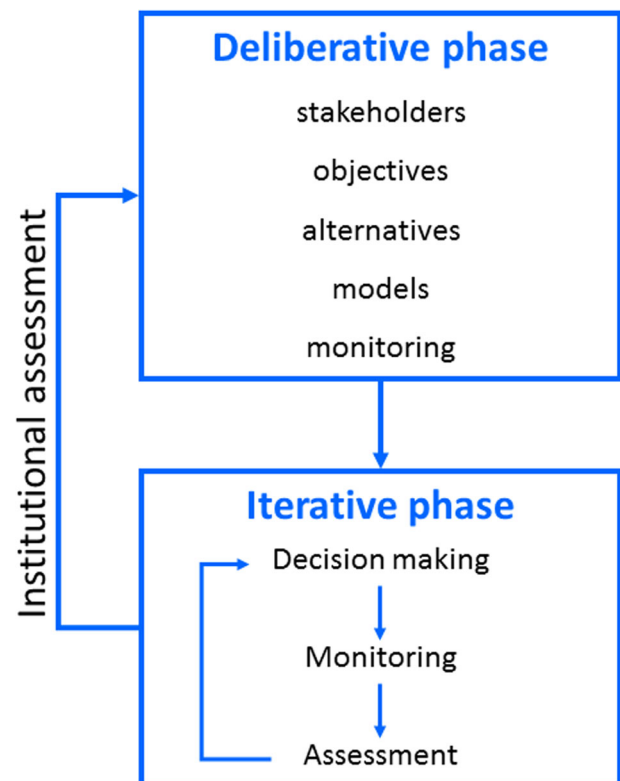 Deliberative phase
stakeholders
objectives
alternatives
models
monitoring
Institutional assessment
Iterative phase
Decision making
Monitoring
Assessment